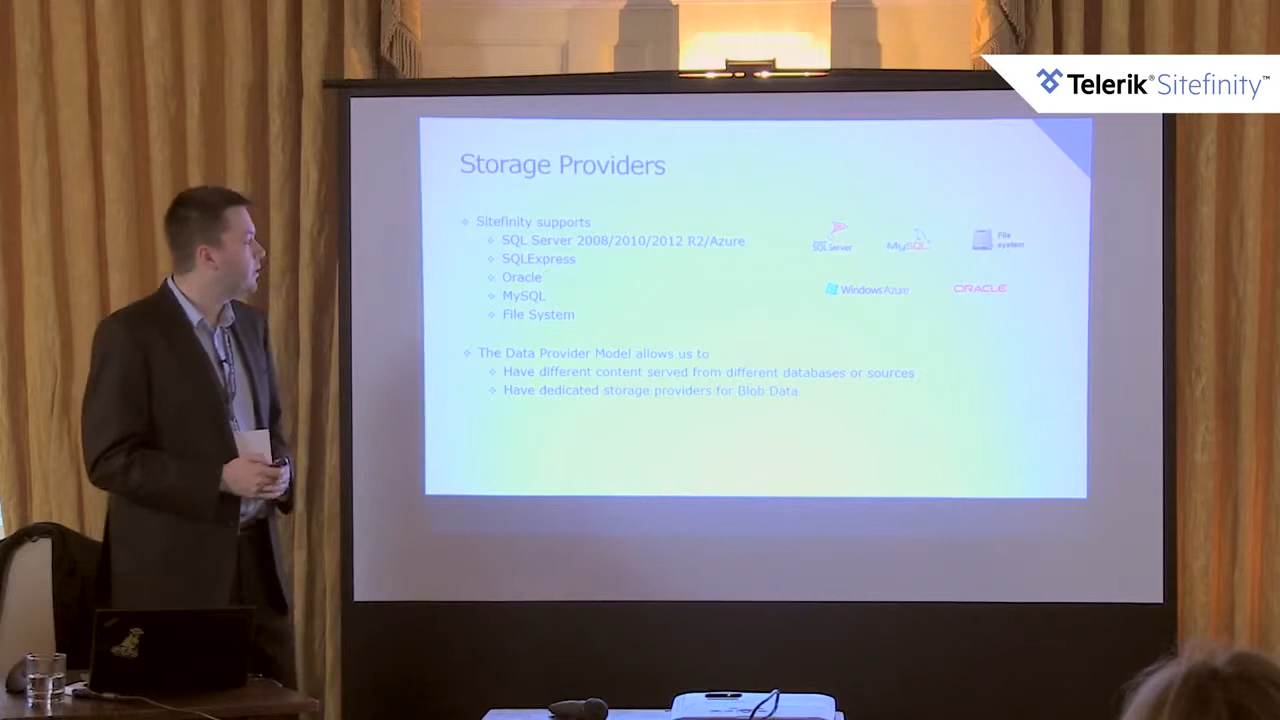 Telerik® Sitefinity™
Storage Providers
Sitefinity supports
SQL Server 2008/2010/2012 R2/Azure
SQLExpress
Oracle
MySQL
File System
SQL Server
MySQL
File
system
Windows Azure
ORACLE
The Data Provider Model allows us to
Have different content served from different databases or sources
Have dedicated storage providers for Blob Data